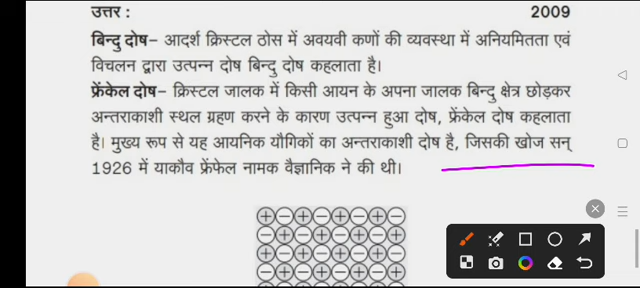 उत्तर : 2009
बिन्दु दोष– आदर्श क्रिस्टल ठोस में अवयवी कणों की व्यवस्था में अनियमितता एवं
विचलन द्वारा उत्पन्न दोष बिन्दु दोष कहलाता है।
फ्रेंकेल दोष– क्रिस्टल जालक में किसी आयन के अपना जालक बिन्दु क्षेत्र छोड़कर
अन्तराकाशी स्थल ग्रहण करने के कारण उत्पन्न हुआ दोष, फ्रेंकेल दोष कहलाता
है। मुख्य रूप से यह आयनिक यौगिकों का अन्तराकाशी दोष है, जिसकी खोज सन्
1926 में याकौव फ्रेंफेल नामक वैज्ञानिक ने की थी।